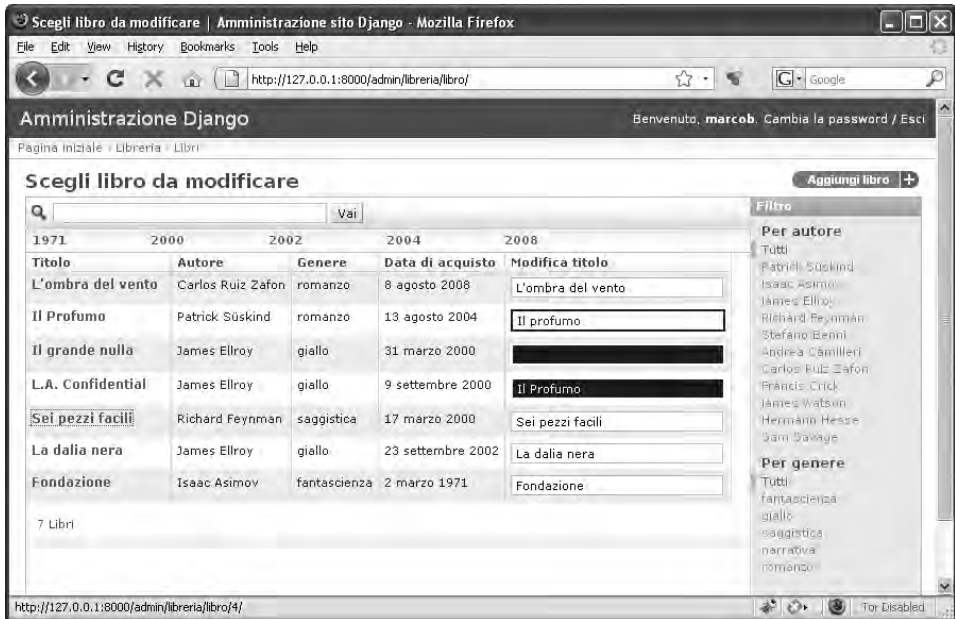 Scegli libro da modificare | Amministrazione sito Django - Mozilla Firefox
File Edit View History Bookmarks Tools Help
http://127.0.0.1:8000/admin/libreria/libro/
G Google
Amministrazione Django
Benvenuto, marcob. Cambia la password / Esci
Pagina iniziale › Libreria › Libri
Scegli libro da modificare
Aggiungi libro +
Vai
1971 2000 2002 2004 2008
Titolo Autore Genere Data di acquisto Modifica titolo
L'ombra del vento Carlos Ruiz Zafon romanzo 8 agosto 2008 L'ombra del vento
Il Profumo Patrick Süskind romanzo 13 agosto 2004 Il profumo
Il grande nulla James Ellroy giallo 31 marzo 2000
L.A. Confidential James Ellroy giallo 9 settembre 2000 Il Profumo
Sei pezzi facili Richard Feynman saggistica 17 marzo 2000 Sei pezzi facili
La dalia nera James Ellroy giallo 23 settembre 2002 La dalia nera
Fondazione Isaac Asimov fantascienza 2 marzo 1971 Fondazione
7 Libri
Filtro
Per autore
Tutti
Patrick Süskind
Isaac Asimov
James Ellroy
Richard Feynman
Stefano Benni
Andrea Camilleri
Carlos Ruiz Zafon
Francis Crick
James Watson
Hermann Hesse
Sam Savage
Per genere
Tutti
fantascienza
giallo
saggistica
narrativa
romanzo
http://127.0.0.1:8000/admin/libreria/libro/4/
Tor Disabled